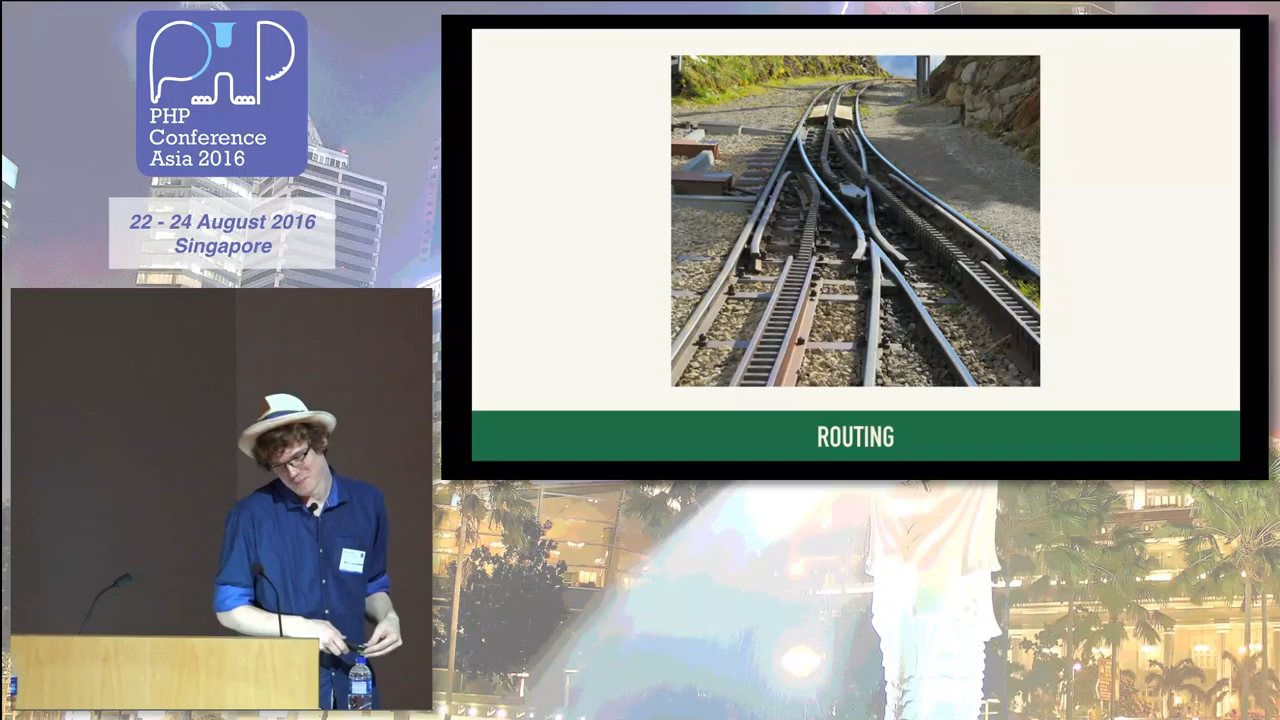 PHP
Conference
Asia 2016
22 - 24 August 2016
Singapore
ROUTING